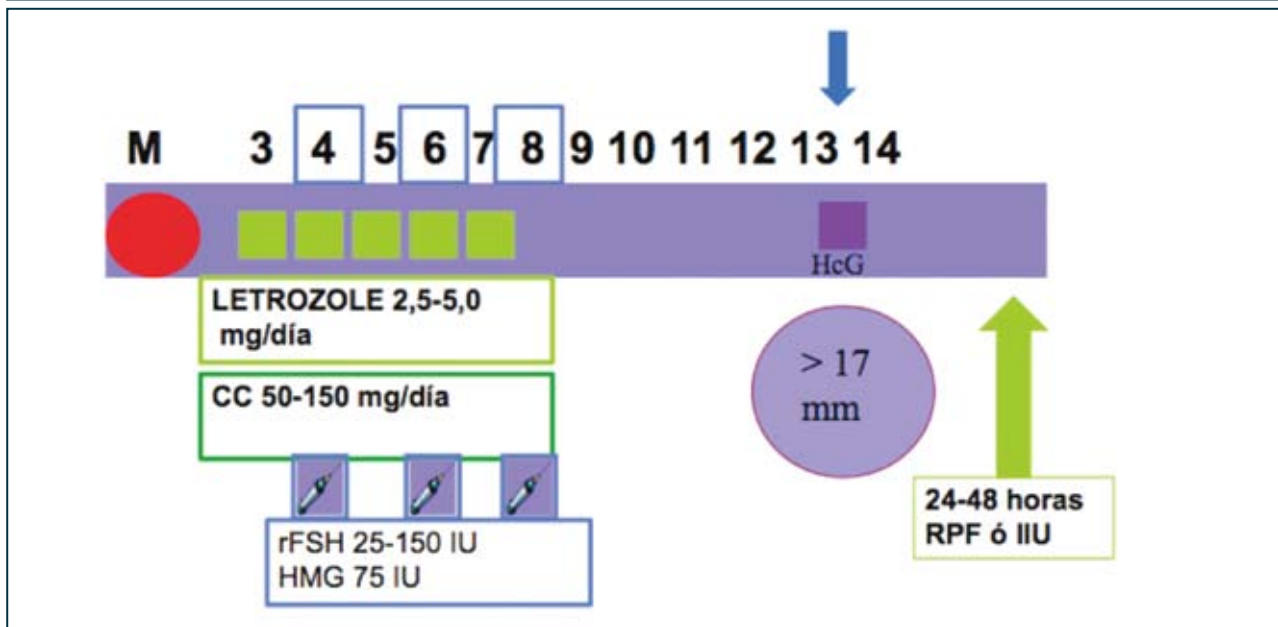 M 3 4 5 6 7 8 9 10 11 12 13 14
HcG
LETROZOLE 2,5-5,0
mg/día
CC 50-150 mg/día
rFSH 25-150 IU
HMG 75 IU
> 17
mm
24-48 horas
RPF ó IIU